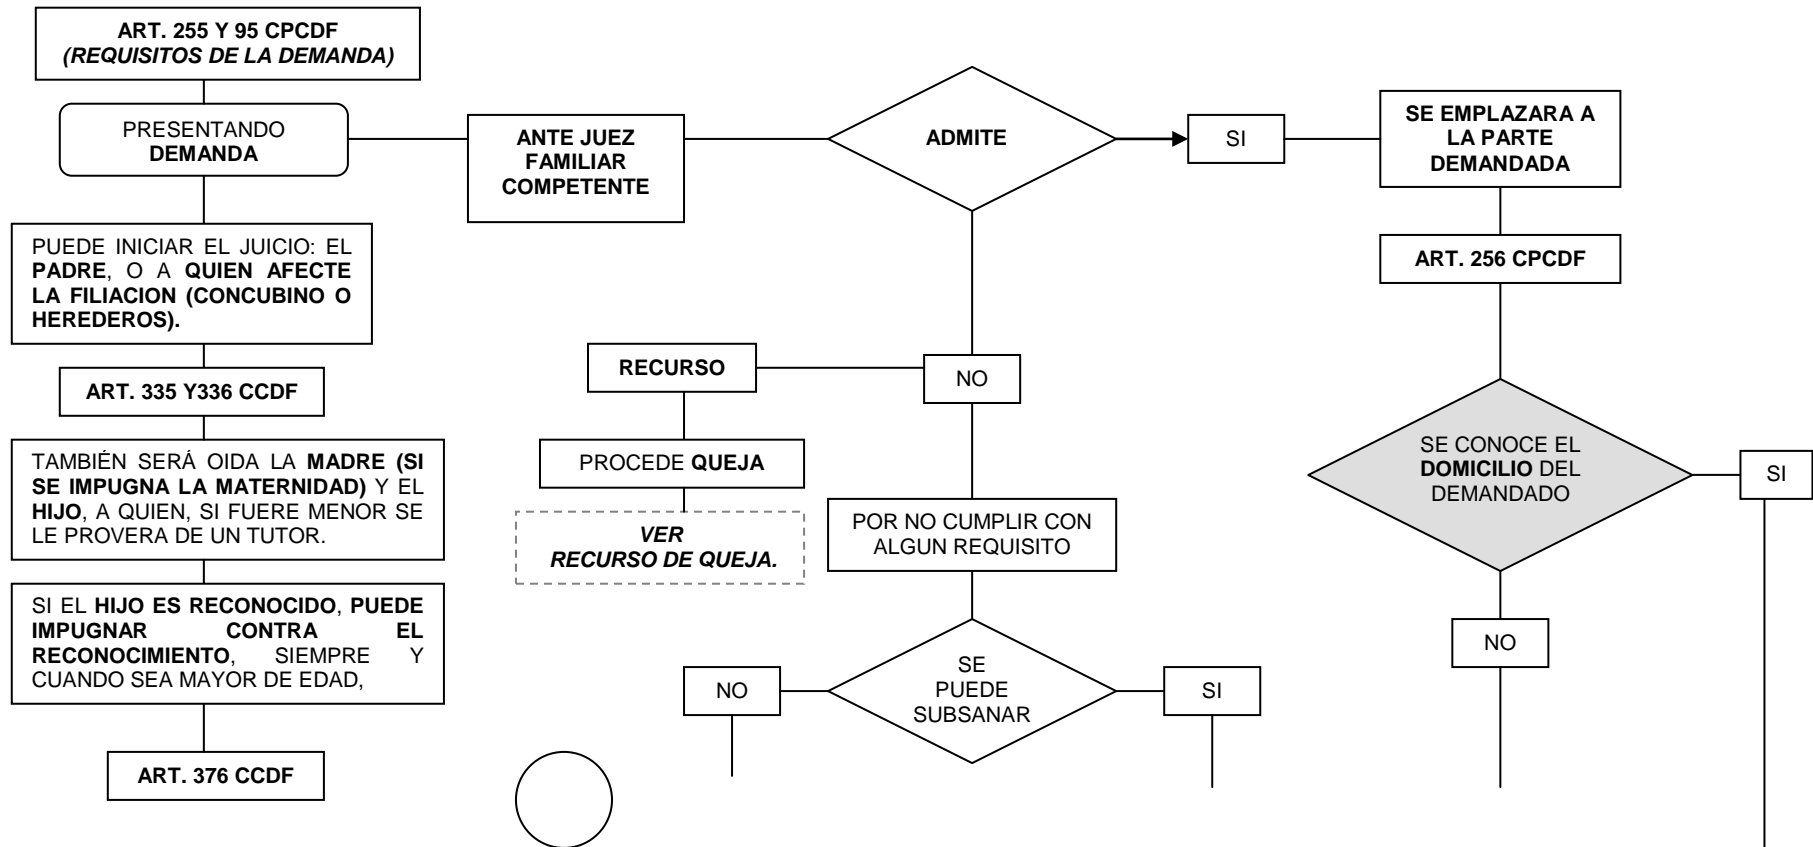 ART. 255 Y 95 CPCDF
(REQUISITOS DE LA DEMANDA)
PRESENTANDO
DEMANDA
PUEDE INICIAR EL JUICIO: EL
PADRE, O A QUIEN AFECTE
LA FILIACION (CONCUBINO O
HEREDEROS).
ART. 335 Y336 CCDF
TAMBIÉN SERÁ OIDA LA MADRE (SI
SE IMPUGNA LA MATERNIDAD) Y EL
HIJO, A QUIEN, SI FUERE MENOR SE
LE PROVERA DE UN TUTOR.
SI EL HIJO ES RECONOCIDO, PUEDE
IMPUGNAR CONTRA EL
RECONOCIMIENTO, SIEMPRE Y
CUANDO SEA MAYOR DE EDAD,
ART. 376 CCDF
ANTE JUEZ
FAMILIAR
COMPETENTE
ADMITE
SI
NO
RECURSO
PROCEDE QUEJA
VER
RECURSO DE QUEJA.
POR NO CUMPLIR CON
ALGUN REQUISITO
SE
PUEDE
SUBSANAR
NO
SI
SE EMPLAZARA A
LA PARTE
DEMANDADA
ART. 256 CPCDF
SE CONOCE EL
DOMICILIO DEL
DEMANDADO
SI
NO